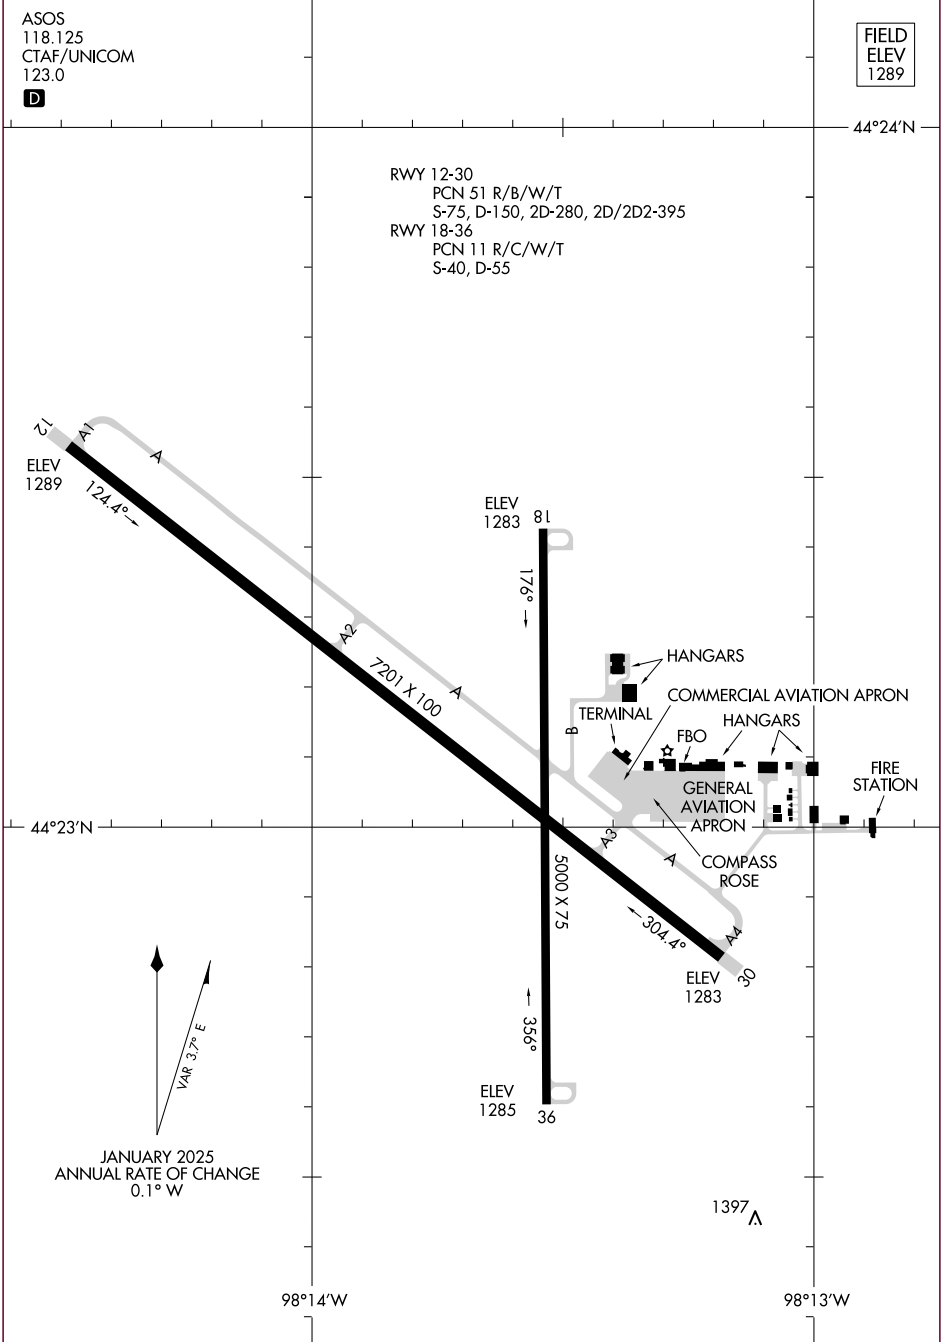 ASOS
118.125
CTAF/UNICOM
123.0
D
FIELD
ELEV
1289
44°24'N
RWY 12-30
PCN 51 R/B/W/T
S-75, D-150, 2D-280, 2D/2D2-395
RWY 18-36
PCN 11 R/C/W/T
S-40, D-55
12
A1
A
ELEV
1289
124.4°
ELEV
1283
18
176°
A2
7201 X 100
A
HANGARS
COMMERCIAL AVIATION APRON
TERMINAL
HANGARS
B
FBO
FIRE
STATION
GENERAL
AVIATION
APRON
44°23'N
A3
A
COMPASS
ROSE
5000 X 75
304.4°
A4
30
ELEV
1283
356°
ELEV
1285
36
VAR 3.7° E
JANUARY 2025
ANNUAL RATE OF CHANGE
0.1° W
1397
98°14'W
98°13'W